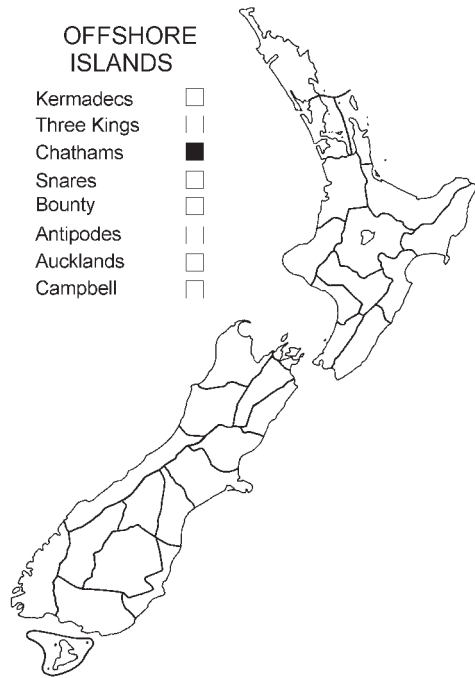 OFFSHORE
ISLANDS
Kermadecs
Three Kings
Chathams
Snares
Bounty
Antipodes
Aucklands
Campbell